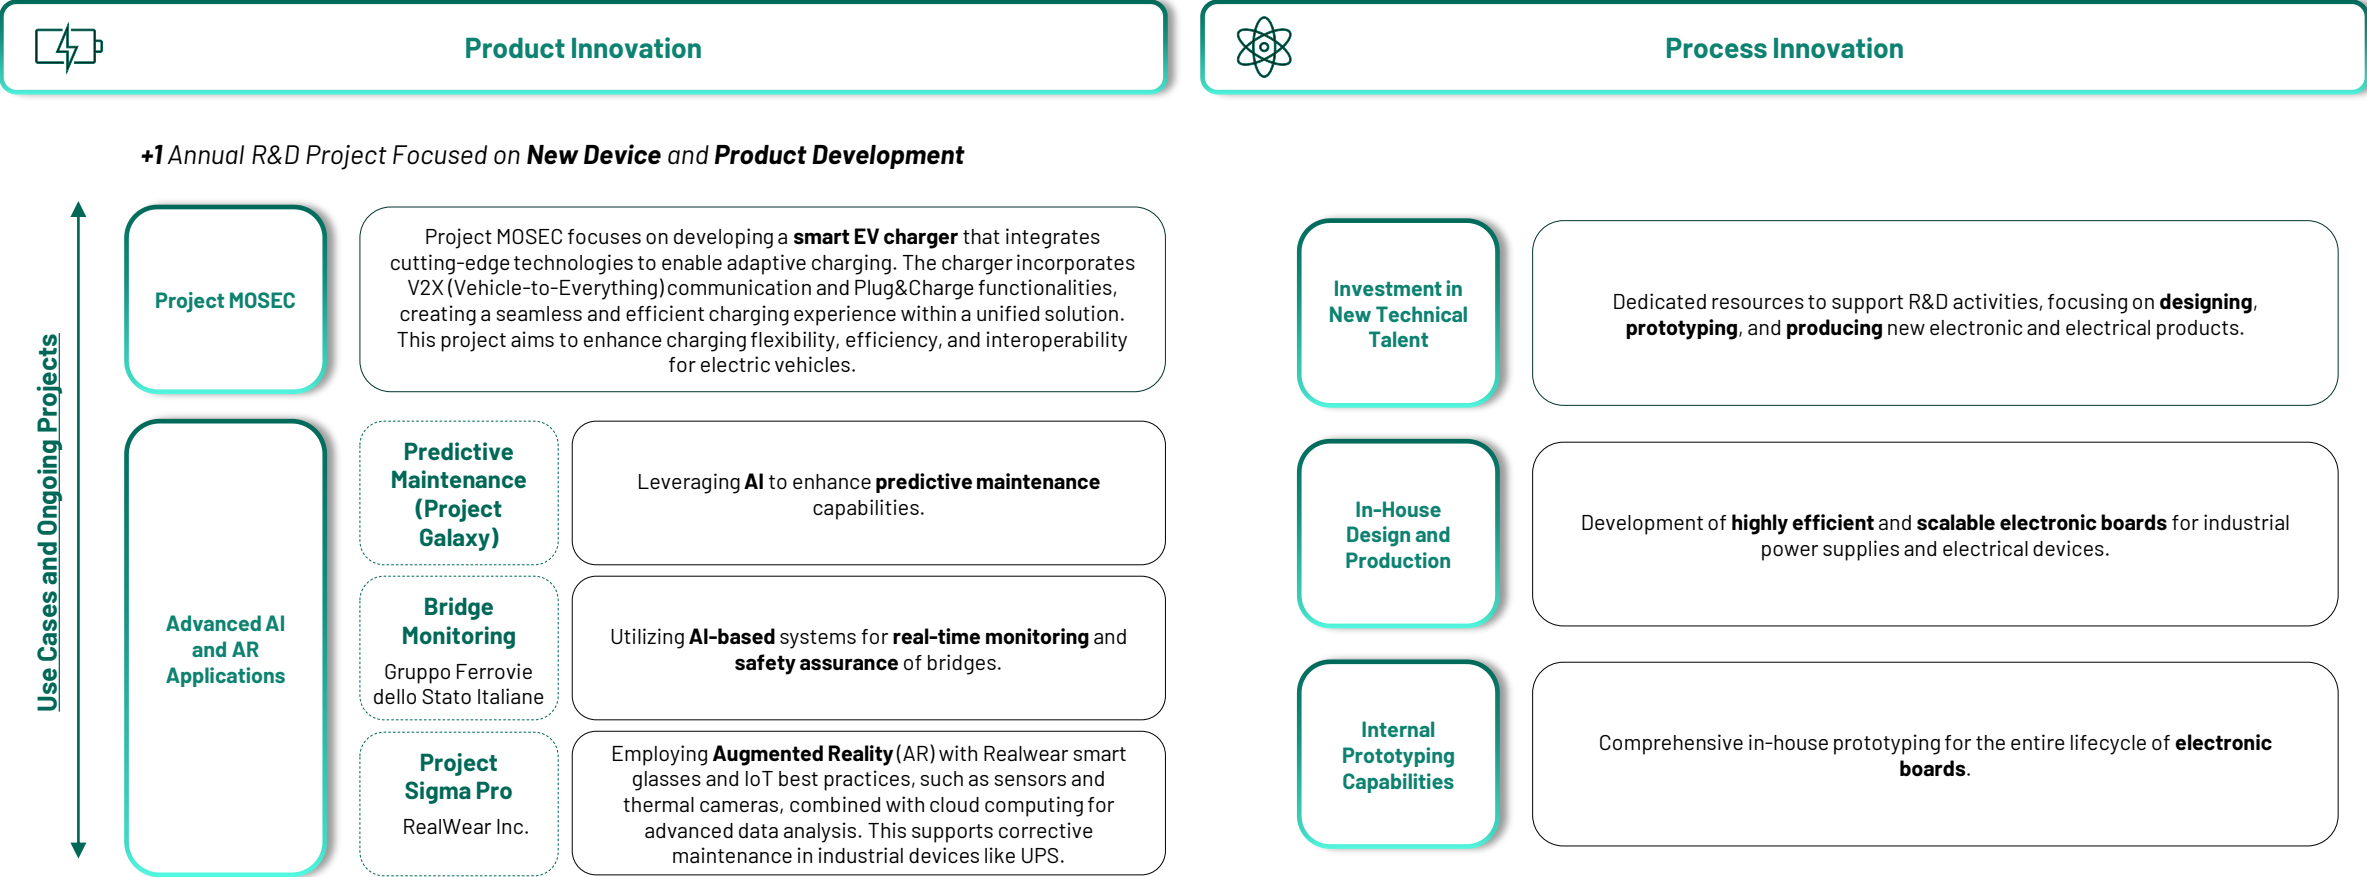 Product Innovation
+1 Annual R&D Project Focused on New Device and Product Development
Use Cases and Ongoing Projects
Project MOSEC
Project MOSEC focuses on developing a smart EV charger that integrates
cutting-edge technologies to enable adaptive charging. The charger incorporates
V2X (Vehicle-to-Everything) communication and Plug&Charge functionalities,
creating a seamless and efficient charging experience within a unified solution.
This project aims to enhance charging flexibility, efficiency, and interoperability
for electric vehicles.
Advanced AI
and AR
Applications
Predictive
Maintenance
(Project
Galaxy)
Leveraging AI to enhance predictive maintenance
capabilities.
Bridge
Monitoring
Gruppo Ferrovie
dello Stato Italiane
Utilizing AI-based systems for real-time monitoring and
safety assurance of bridges.
Project
Sigma Pro
RealWear Inc.
Employing Augmented Reality (AR) with Realwear smart
glasses and IoT best practices, such as sensors and
thermal cameras, combined with cloud computing for
advanced data analysis. This supports corrective
maintenance in industrial devices like UPS.
Process Innovation
Investment in
New Technical
Talent
Dedicated resources to support R&D activities, focusing on designing,
prototyping, and producing new electronic and electrical products.
In-House
Design and
Production
Development of highly efficient and scalable electronic boards for industrial
power supplies and electrical devices.
Internal
Prototyping
Capabilities
Comprehensive in-house prototyping for the entire lifecycle of electronic
boards.